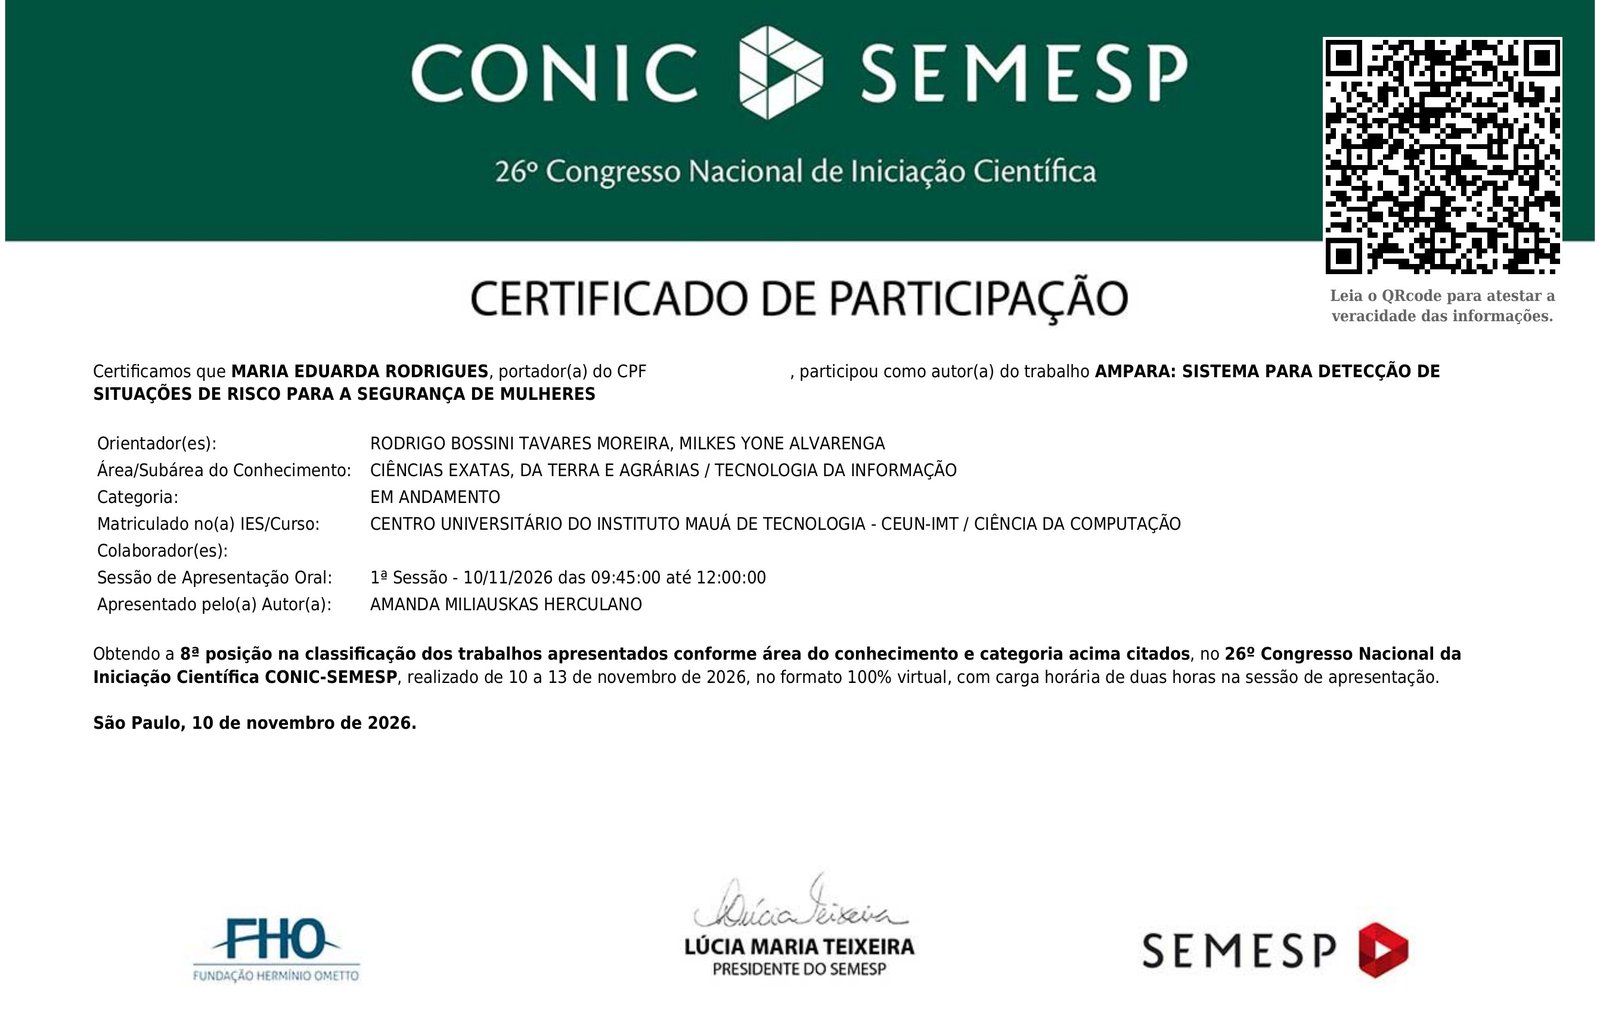 CONIC SEMESP
26º Congresso Nacional de Iniciação Científica
Leia o QRcode para atestar a
veracidade das informações.
CERTIFICADO DE PARTICIPAÇÃO
Certificamos que MARIA EDUARDA RODRIGUES, portador(a) do CPF , participou como autor(a) do trabalho AMPARA: SISTEMA PARA DETECÇÃO DE
SITUAÇÕES DE RISCO PARA A SEGURANÇA DE MULHERES
Orientador(es): RODRIGO BOSSINI TAVARES MOREIRA, MILKES YONE ALVARENGA
Área/Subárea do Conhecimento: CIÊNCIAS EXATAS, DA TERRA E AGRÁRIAS / TECNOLOGIA DA INFORMAÇÃO
Categoria: EM ANDAMENTO
Matriculado no(a) IES/Curso: CENTRO UNIVERSITÁRIO DO INSTITUTO MAUÁ DE TECNOLOGIA - CEUN-IMT / CIÊNCIA DA COMPUTAÇÃO
Colaborador(es):
Sessão de Apresentação Oral: 1ª Sessão - 10/11/2026 das 09:45:00 até 12:00:00
Apresentado pelo(a) Autor(a): AMANDA MILIAUSKAS HERCULANO
Obtendo a 8ª posição na classificação dos trabalhos apresentados conforme área do conhecimento e categoria acima citados, no 26º Congresso Nacional da
Iniciação Científica CONIC-SEMESP, realizado de 10 a 13 de novembro de 2026, no formato 100% virtual, com carga horária de duas horas na sessão de apresentação.
São Paulo, 10 de novembro de 2026.
FHO
FUNDAÇÃO HERMÍNIO OMETTO
Lúcia Teixeira
LÚCIA MARIA TEIXEIRA
PRESIDENTE DO SEMESP
SEMESP